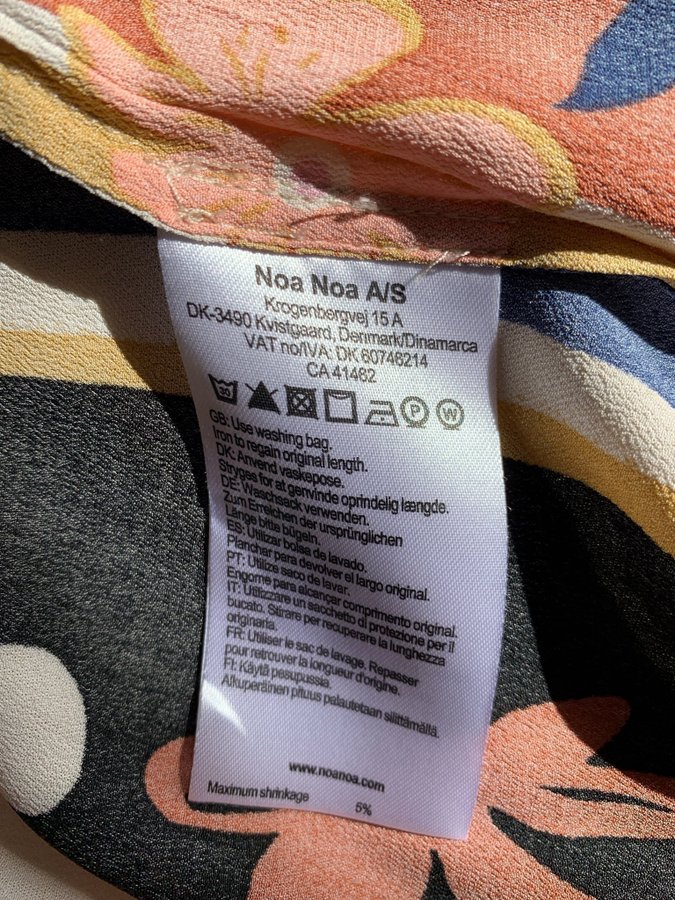 Noa Noa A/S
Krogenbergvej 15 A
DK-3490 Kvistgaard, Denmark/Dinamarca
VAT no/IVA: DK 60746214
CA 41462
30 P W
GB: Use washing bag.
Iron to regain original length.
DK: Anvend vaskepose.
Stryges for at genvinde oprindelig længde.
DE: Waschsack verwenden.
Zum Erreichen der ursprünglichen
Länge bitte bügeln.
ES: Utilizar bolsa de lavado.
Planchar para devolver el largo original.
PT: Utilize saco de lavar.
Engome para alcançar comprimento original.
IT: Utilizzare un sacchetto di protezione per il
bucato. Stirare per recuperare la lunghezza
originaria.
FR: Utiliser le sac de lavage. Repasser
pour retrouver la longueur d'origine.
FI: Käytä pesupussia.
Alkuperäinen pituus palautetaan silittämällä.
www.noanoa.com
Maximum shrinkage 5%